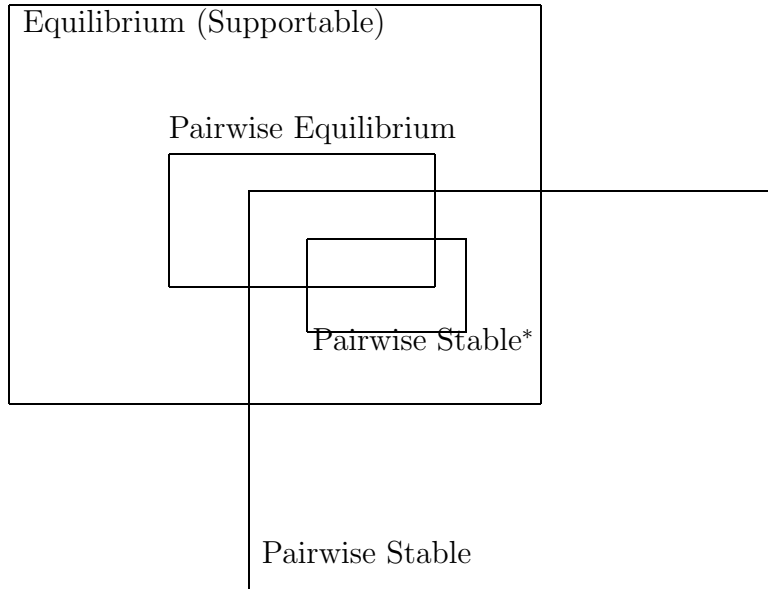 Equilibrium (Supportable)
Pairwise Equilibrium
Pairwise Stable*
Pairwise Stable